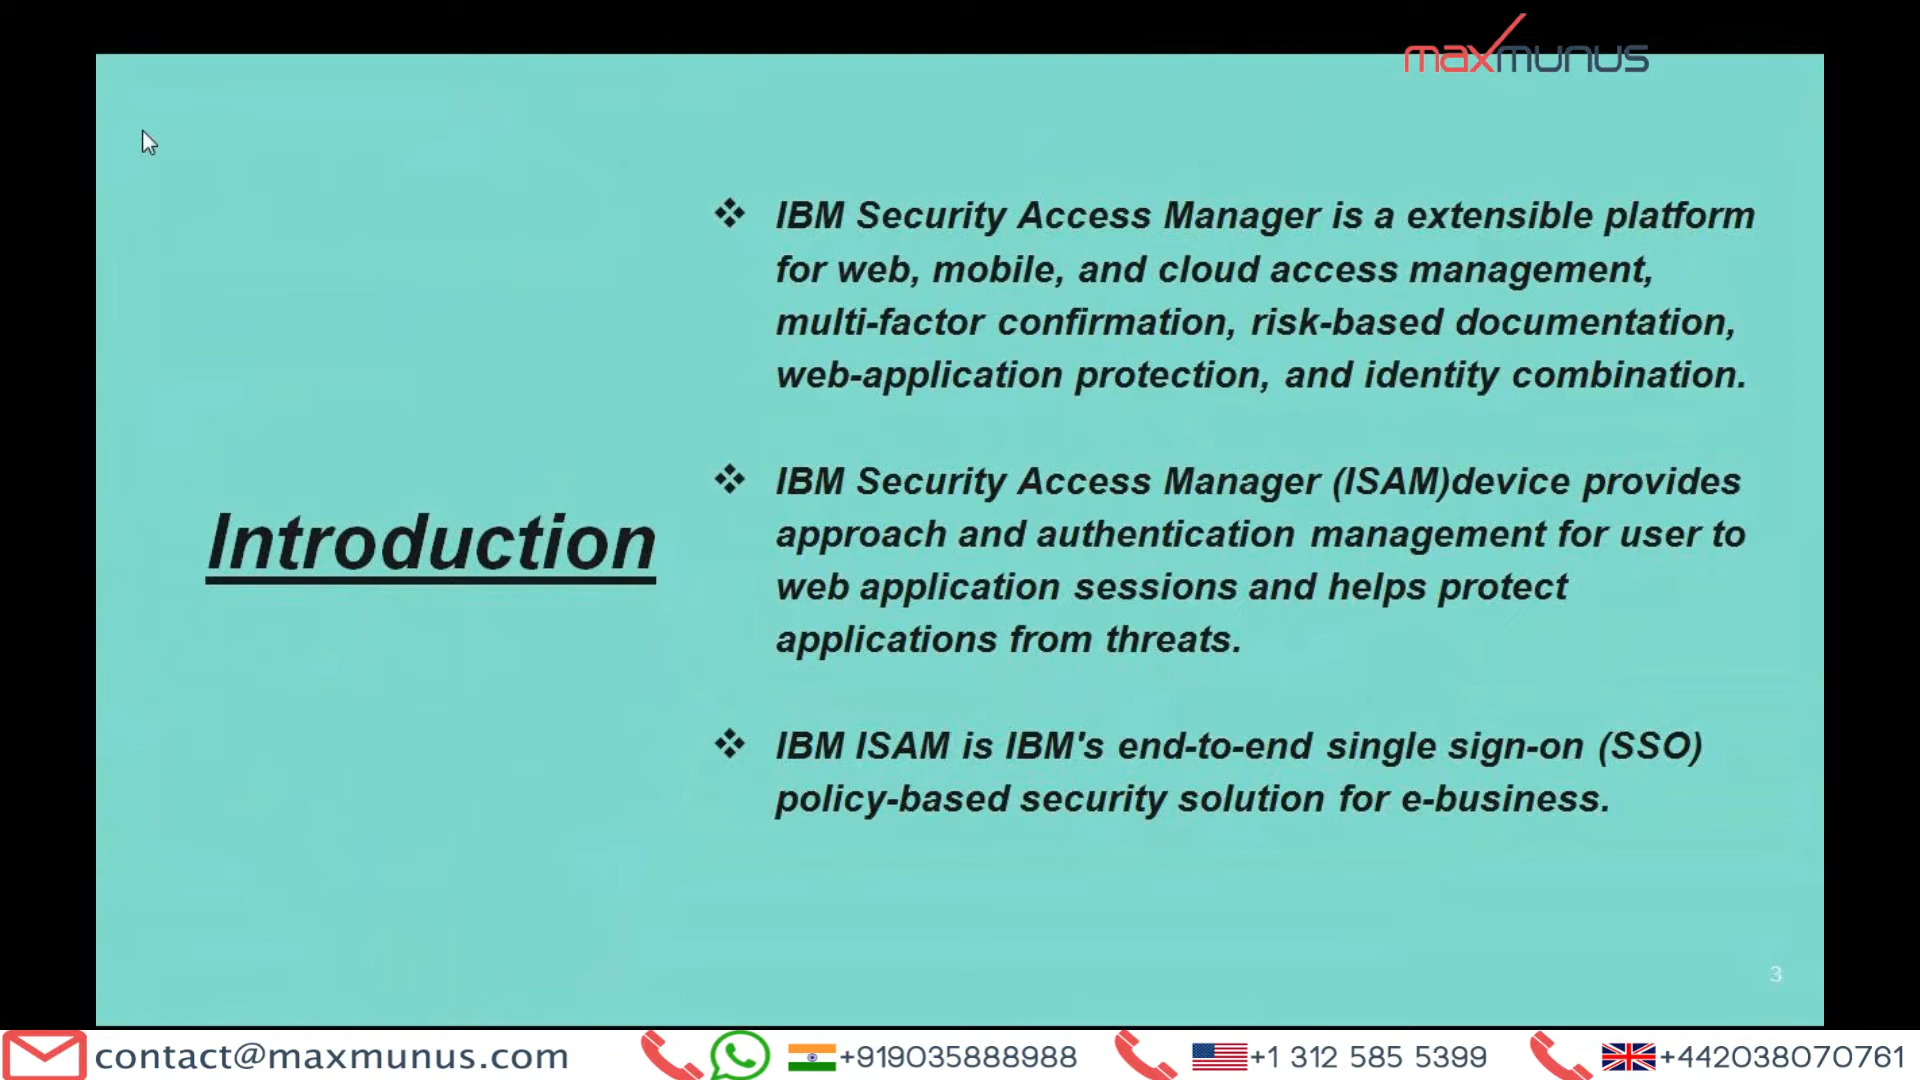 maxmunus
Introduction
❖ IBM Security Access Manager is a extensible platform
for web, mobile, and cloud access management,
multi-factor confirmation, risk-based documentation,
web-application protection, and identity combination.
❖ IBM Security Access Manager (ISAM)device provides
approach and authentication management for user to
web application sessions and helps protect
applications from threats.
❖ IBM ISAM is IBM's end-to-end single sign-on (SSO)
policy-based security solution for e-business.
3
contact@maxmunus.com +919035888988 +1 312 585 5399 +442038070761